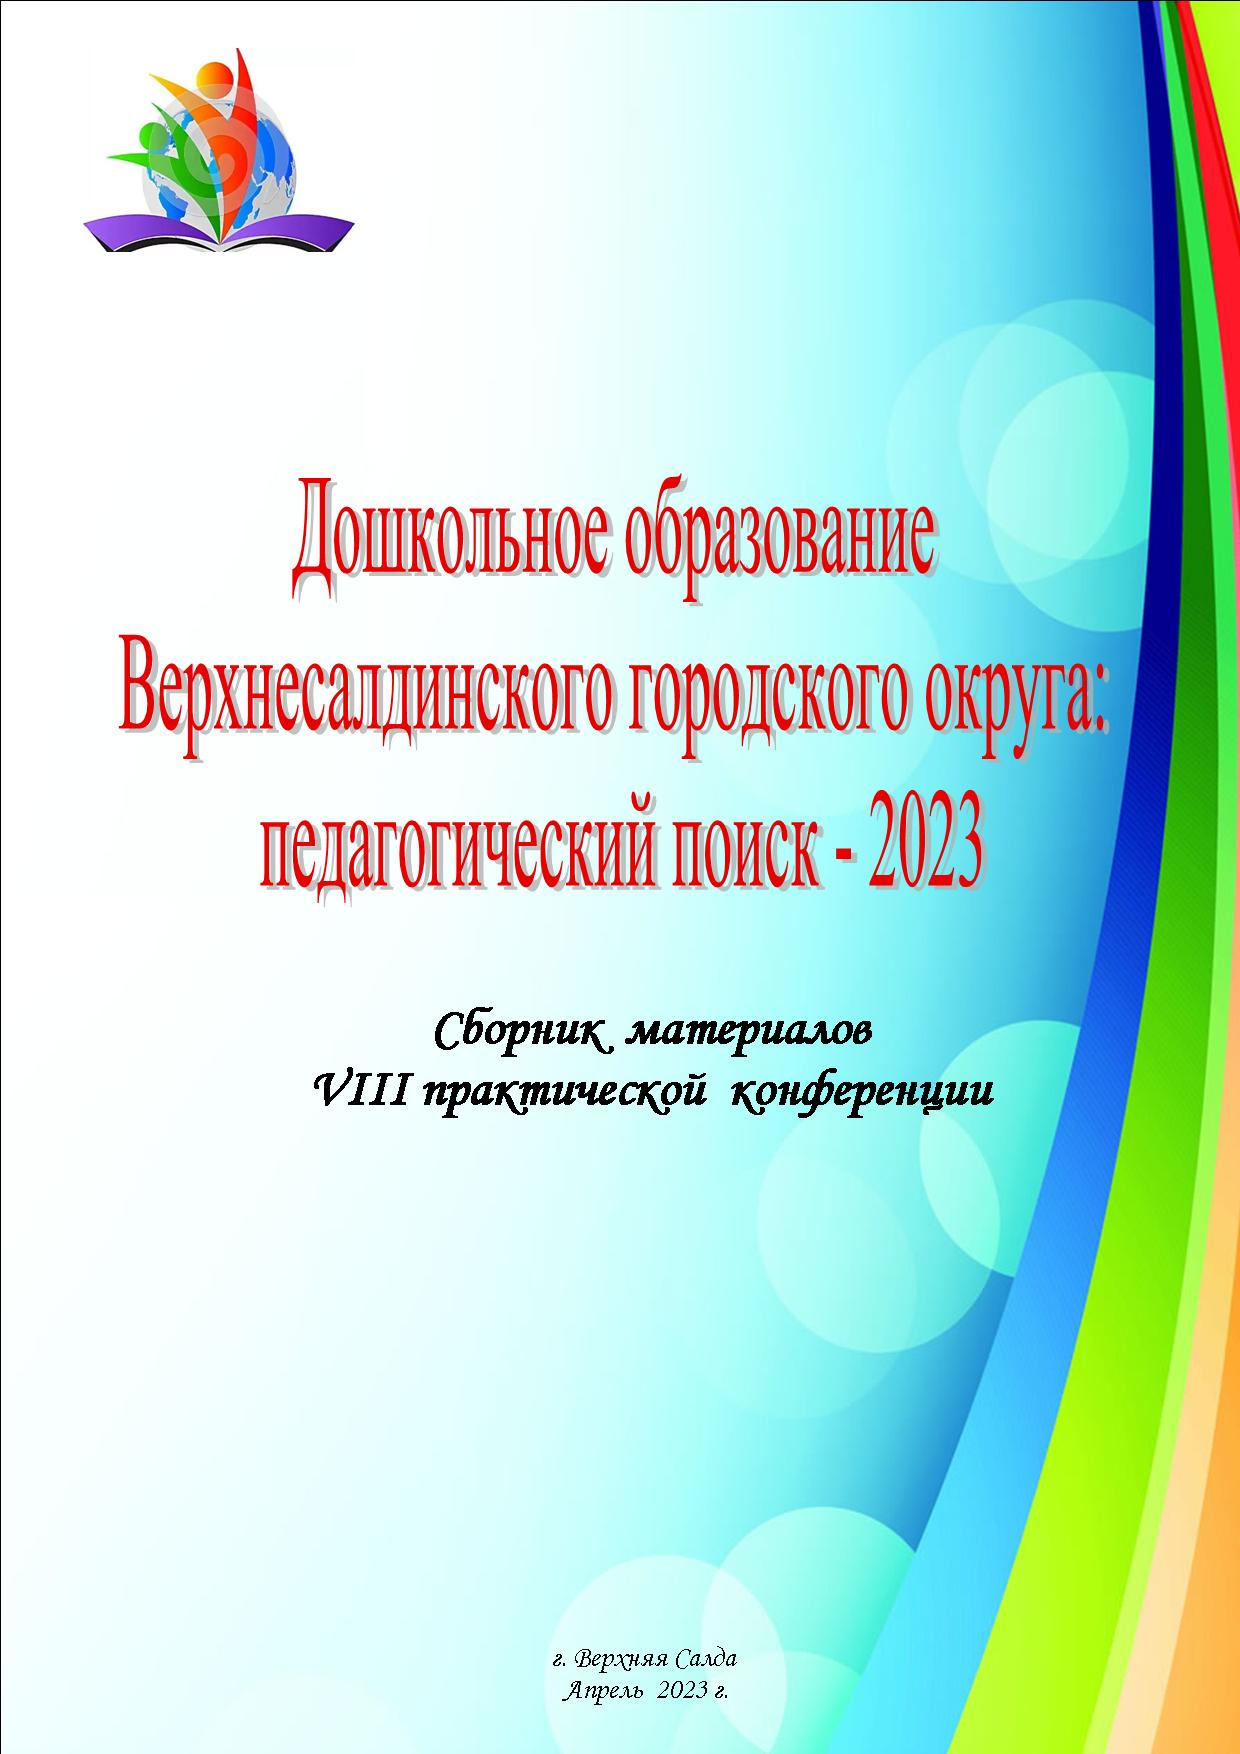 Дошкольное образование
Верхнесалдинского городского округа:
педагогический поиск - 2023
Сборник материалов
VIII практической конференции
г. Верхняя Салда
Апрель 2023 г.